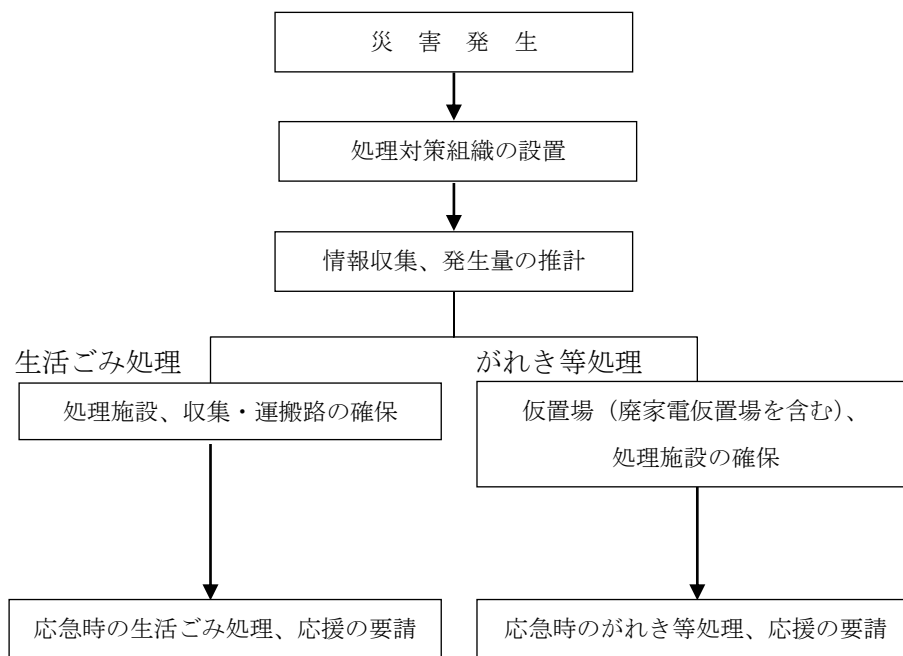 災　害　発　生
処理対策組織の設置
情報収集、発生量の推計
生活ごみ処理
処理施設、収集・運搬路の確保
応急時の生活ごみ処理、応援の要請
がれき等処理
仮置場（廃家電仮置場を含む）、
処理施設の確保
応急時のがれき等処理、応援の要請